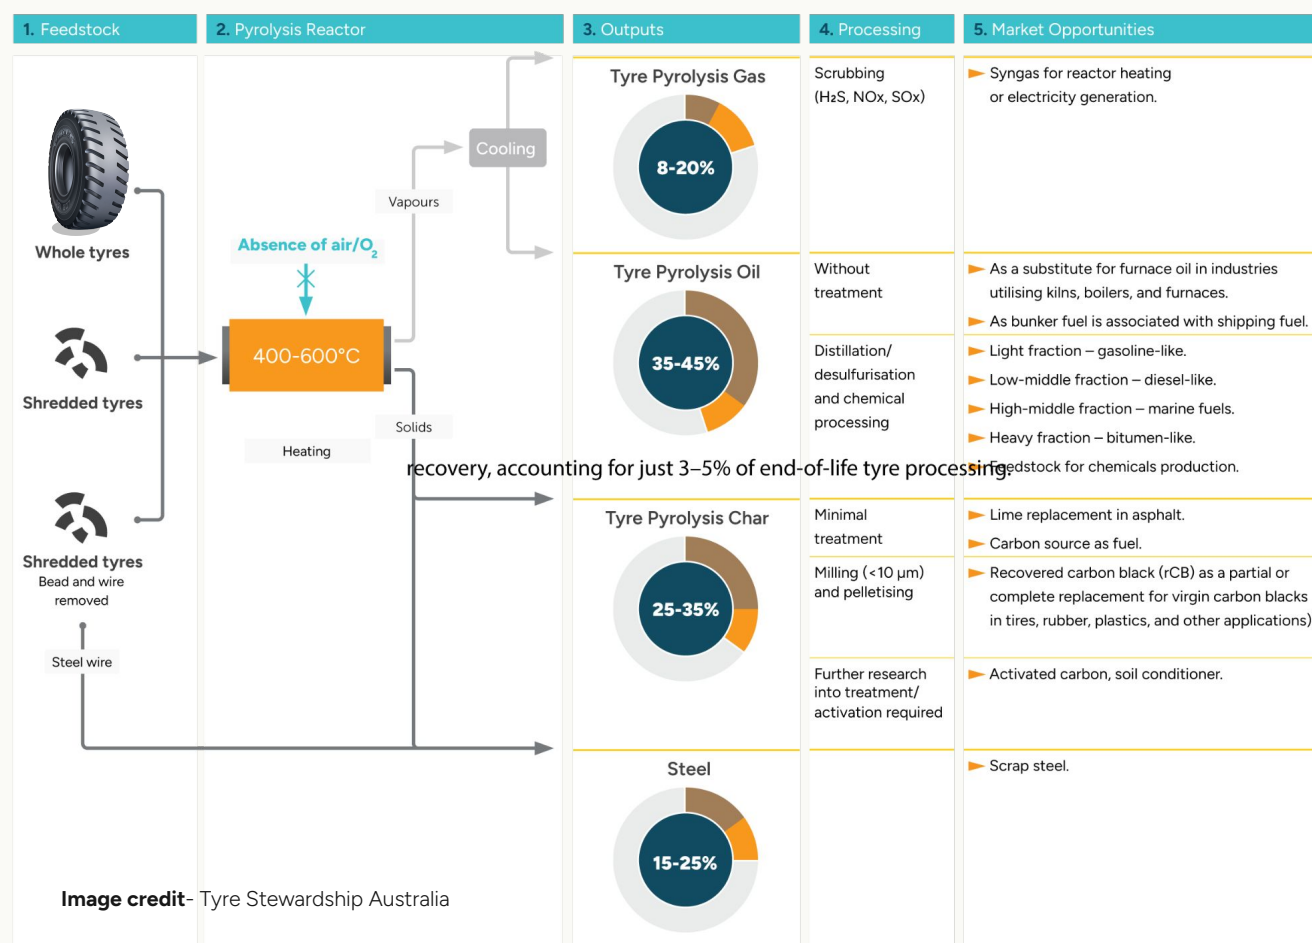 1. Feedstock
2. Pyrolysis Reactor
3. Outputs
4. Processing
5. Market Opportunities
Whole tyres
Shredded tyres
Shredded tyres
Bead and wire
removed
Steel wire
Absence of air/O₂
400-600°C
Heating
Vapours
Cooling
Solids
Tyre Pyrolysis Gas
8-20%
Scrubbing
(H₂S, NOx, SOx)
Syngas for reactor heating
or electricity generation.
Tyre Pyrolysis Oil
35-45%
Without
treatment
As a substitute for furnace oil in industries
utilising kilns, boilers, and furnaces.
As bunker fuel is associated with shipping fuel.
Distillation/
desulfurisation
and chemical
processing
Light fraction – gasoline-like.
Low-middle fraction – diesel-like.
High-middle fraction – marine fuels.
Heavy fraction – bitumen-like.
Feedstock for chemicals production.
recovery, accounting for just 3–5% of end-of-life tyre processing.
Tyre Pyrolysis Char
25-35%
Minimal
treatment
Lime replacement in asphalt.
Carbon source as fuel.
Milling (<10 µm)
and pelletising
Recovered carbon black (rCB) as a partial or
complete replacement for virgin carbon blacks
in tires, rubber, plastics, and other applications)
Further research
into treatment/
activation required
Activated carbon, soil conditioner.
Steel
15-25%
Scrap steel.
Image credit- Tyre Stewardship Australia